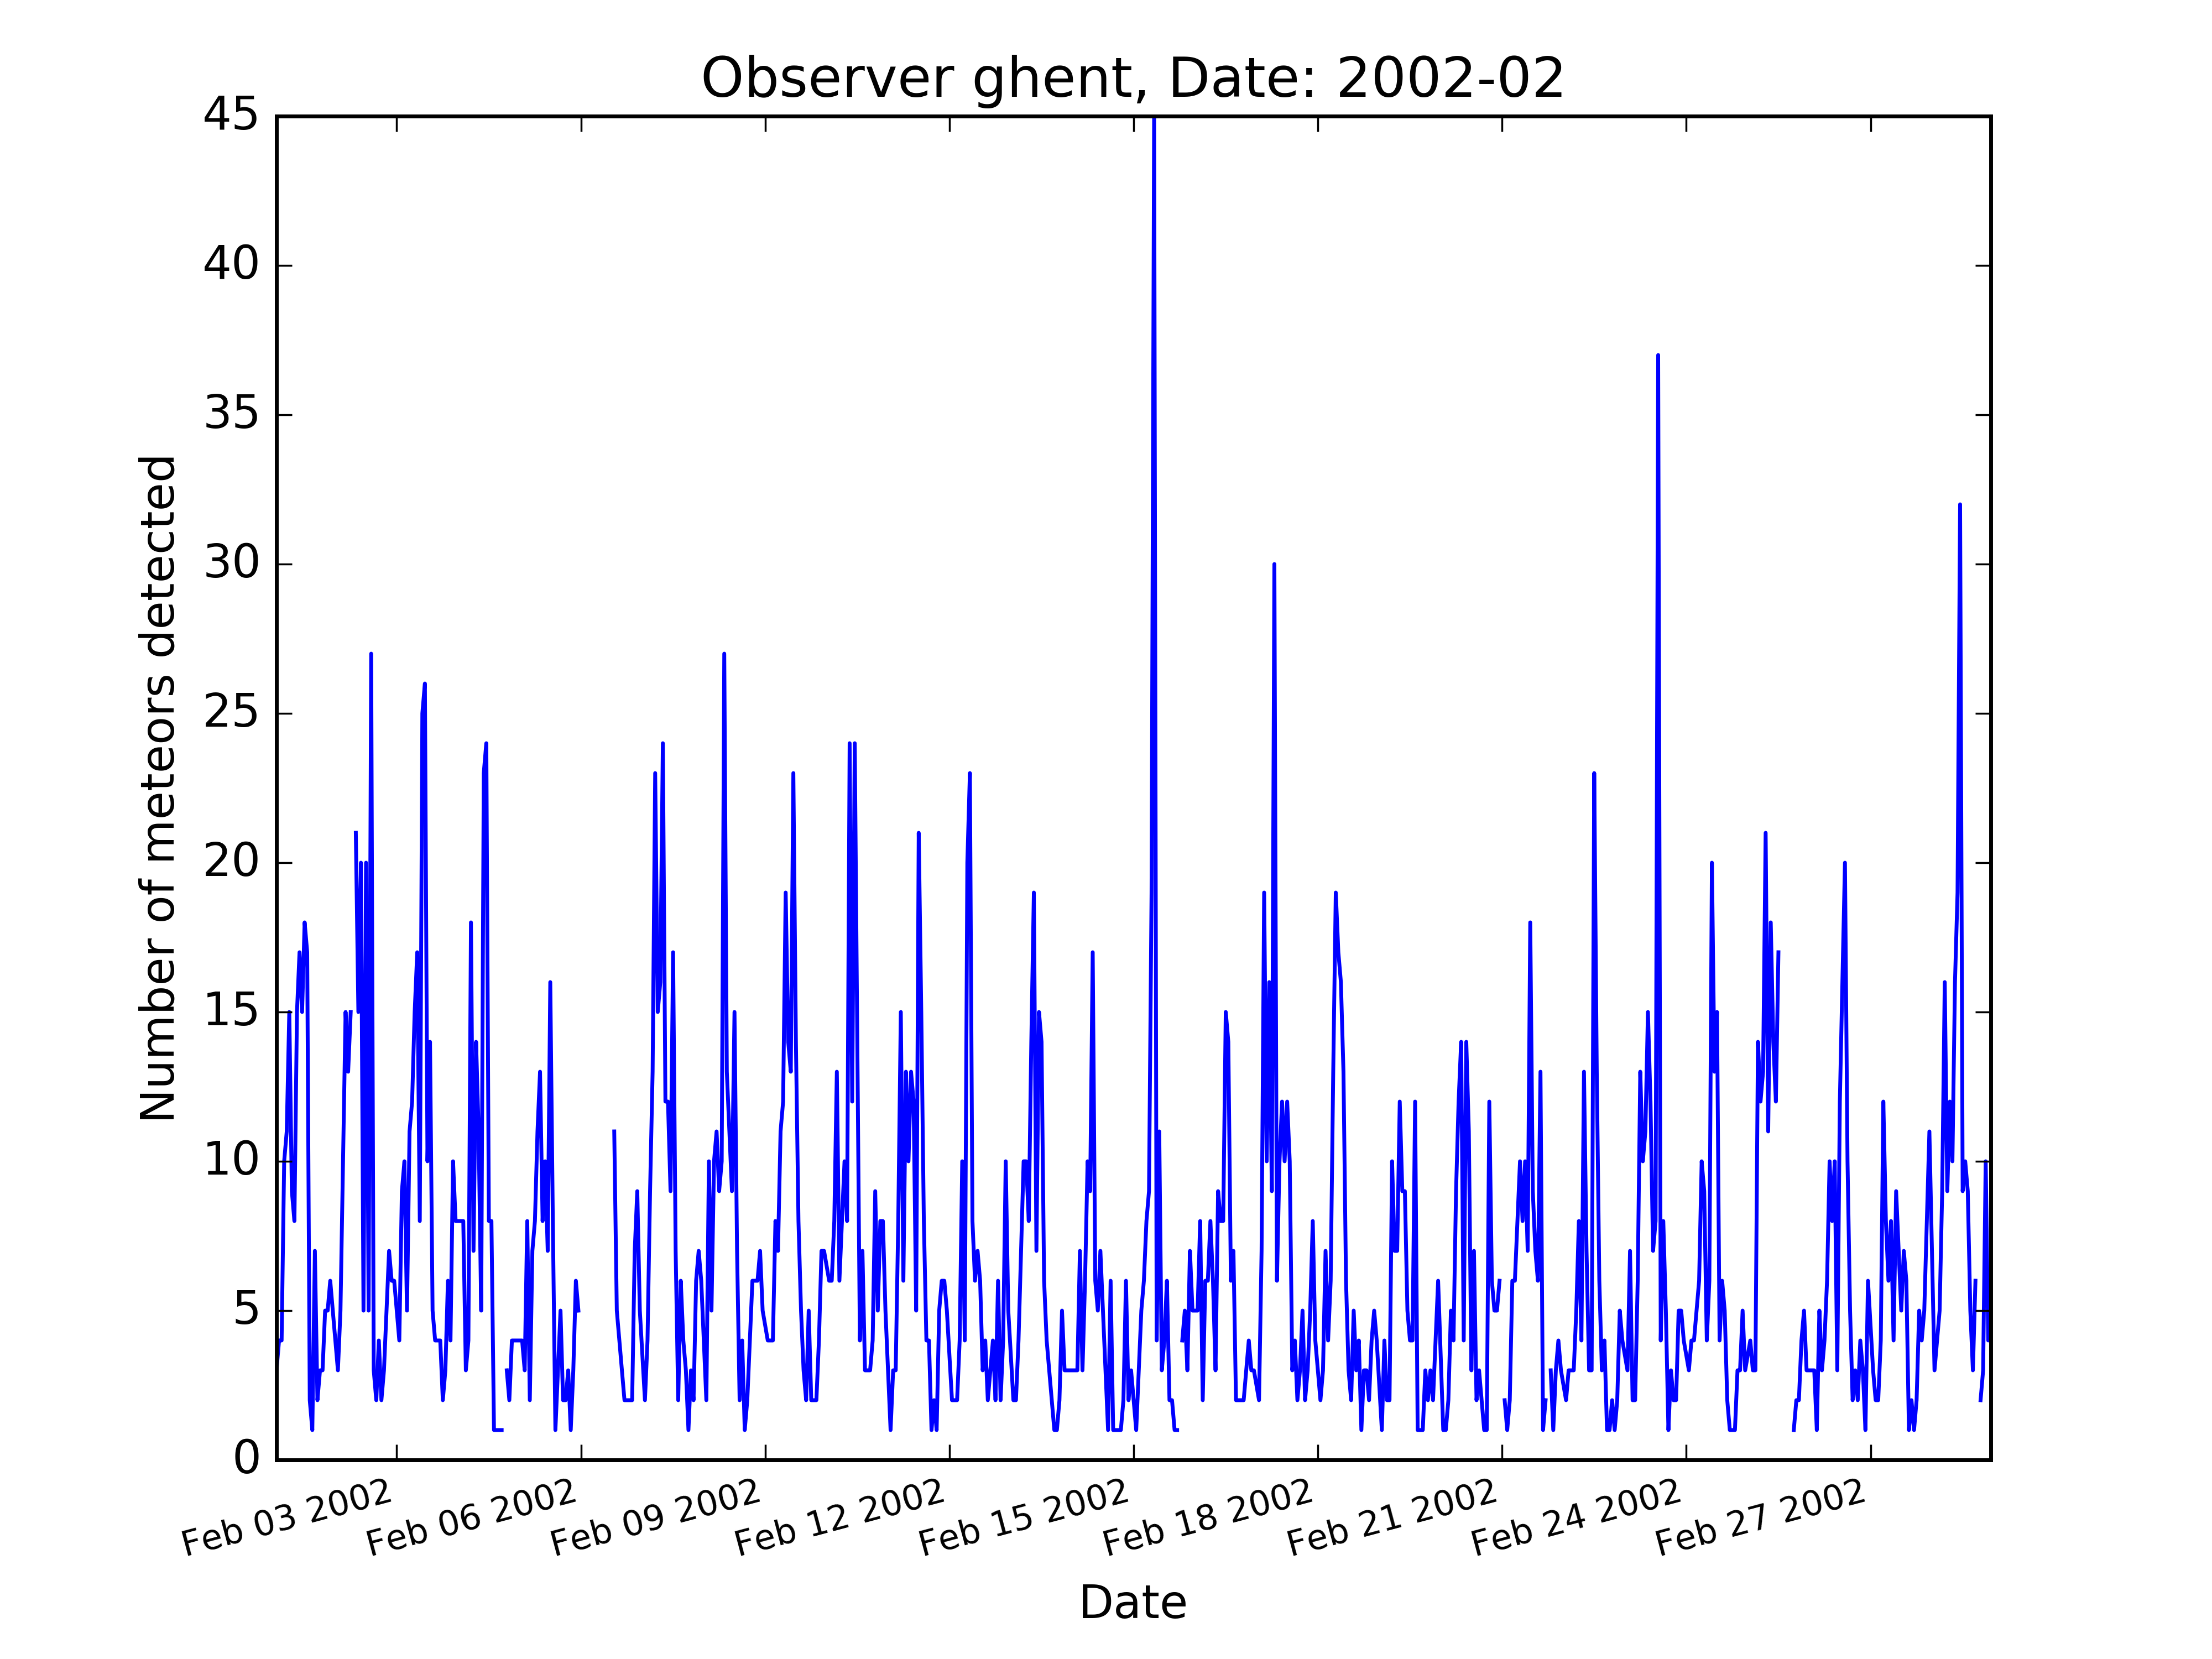 Observer ghent, Date: 2002-02
Number of meteors detected
45
40
35
30
25
20
15
10
5
0
Feb 03 2002
Feb 06 2002
Feb 09 2002
Feb 12 2002
Feb 15 2002
Feb 18 2002
Feb 21 2002
Feb 24 2002
Feb 27 2002
Date